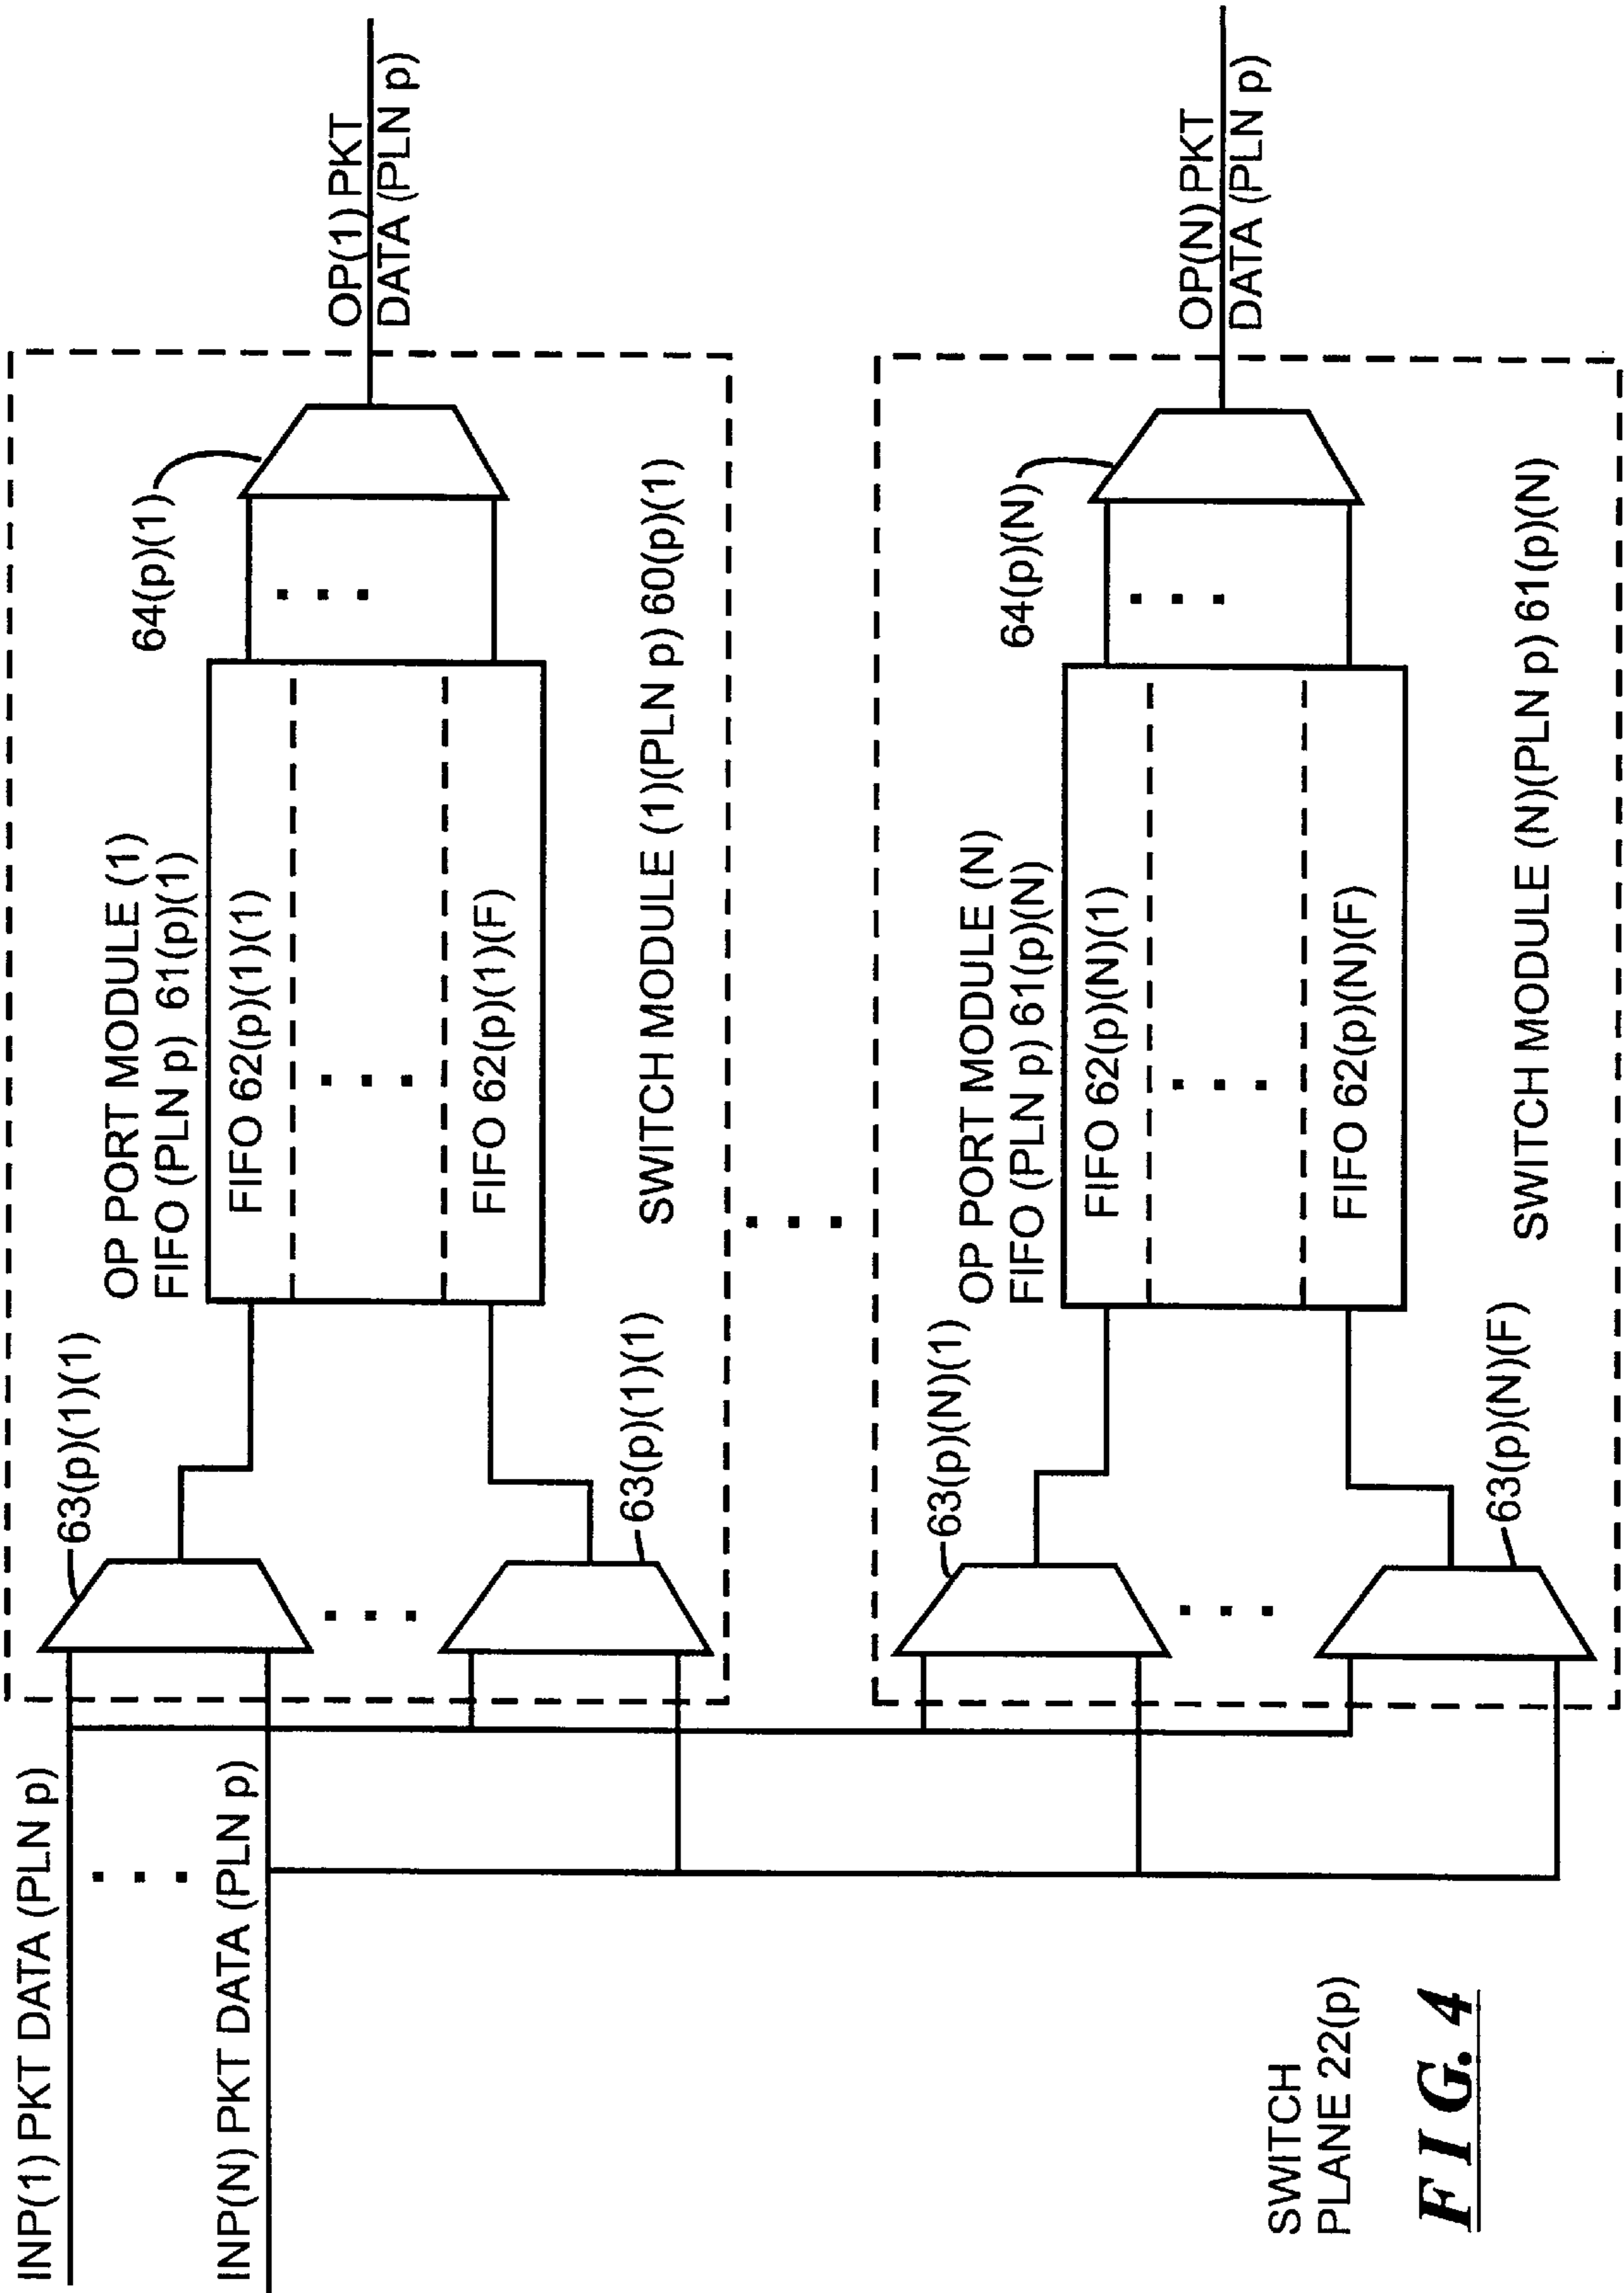 INP(1) PKT DATA (PLN p)
INP(N) PKT DATA (PLN p)
63(p)(1)(1)
63(p)(1)(1)
OP PORT MODULE (1)
FIFO (PLN p) 61(p)(1)
FIFO 62(p)(1)(1)
FIFO 62(p)(1)(F)
64(p)(1)
OP(1) PKT
DATA (PLN p)
SWITCH MODULE (1)(PLN p) 60(p)(1)
63(p)(N)(1)
63(p)(N)(F)
OP PORT MODULE (N)
FIFO (PLN p) 61(p)(N)
FIFO 62(p)(N)(1)
FIFO 62(p)(N)(F)
64(p)(N)
OP(N) PKT
DATA (PLN p)
SWITCH MODULE (N)(PLN p) 61(p)(N)
SWITCH
PLANE 22(p)
FIG. 4